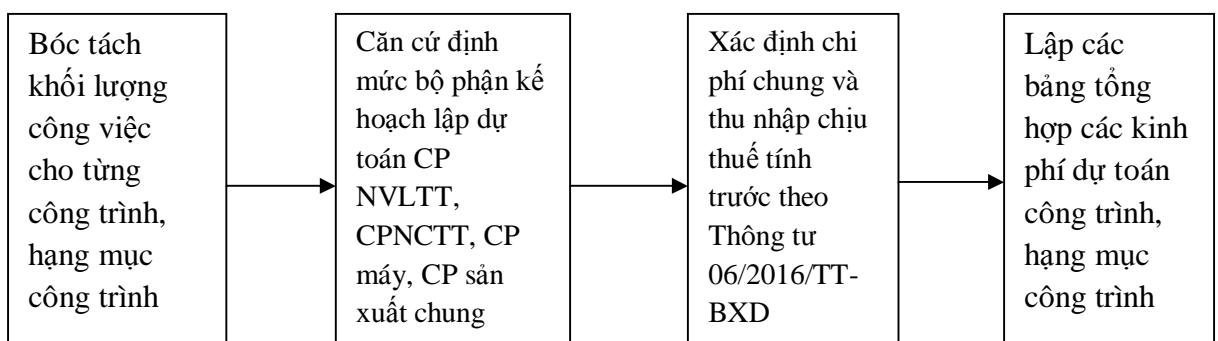 Bóc tách
khối lượng
công việc
cho từng
công trình,
hạng mục
công trình
Căn cứ định
mức bộ phận kế
hoạch lập dự
toán CP
NVLTT,
CPNCTT, CP
máy, CP sản
xuất chung
Xác định chi
phí chung và
thu nhập chịu
thuế tính
trước theo
Thông tư
06/2016/TT-
BXD
Lập các
bảng tổng
hợp các kinh
phí dự toán
công trình,
hạng mục
công trình